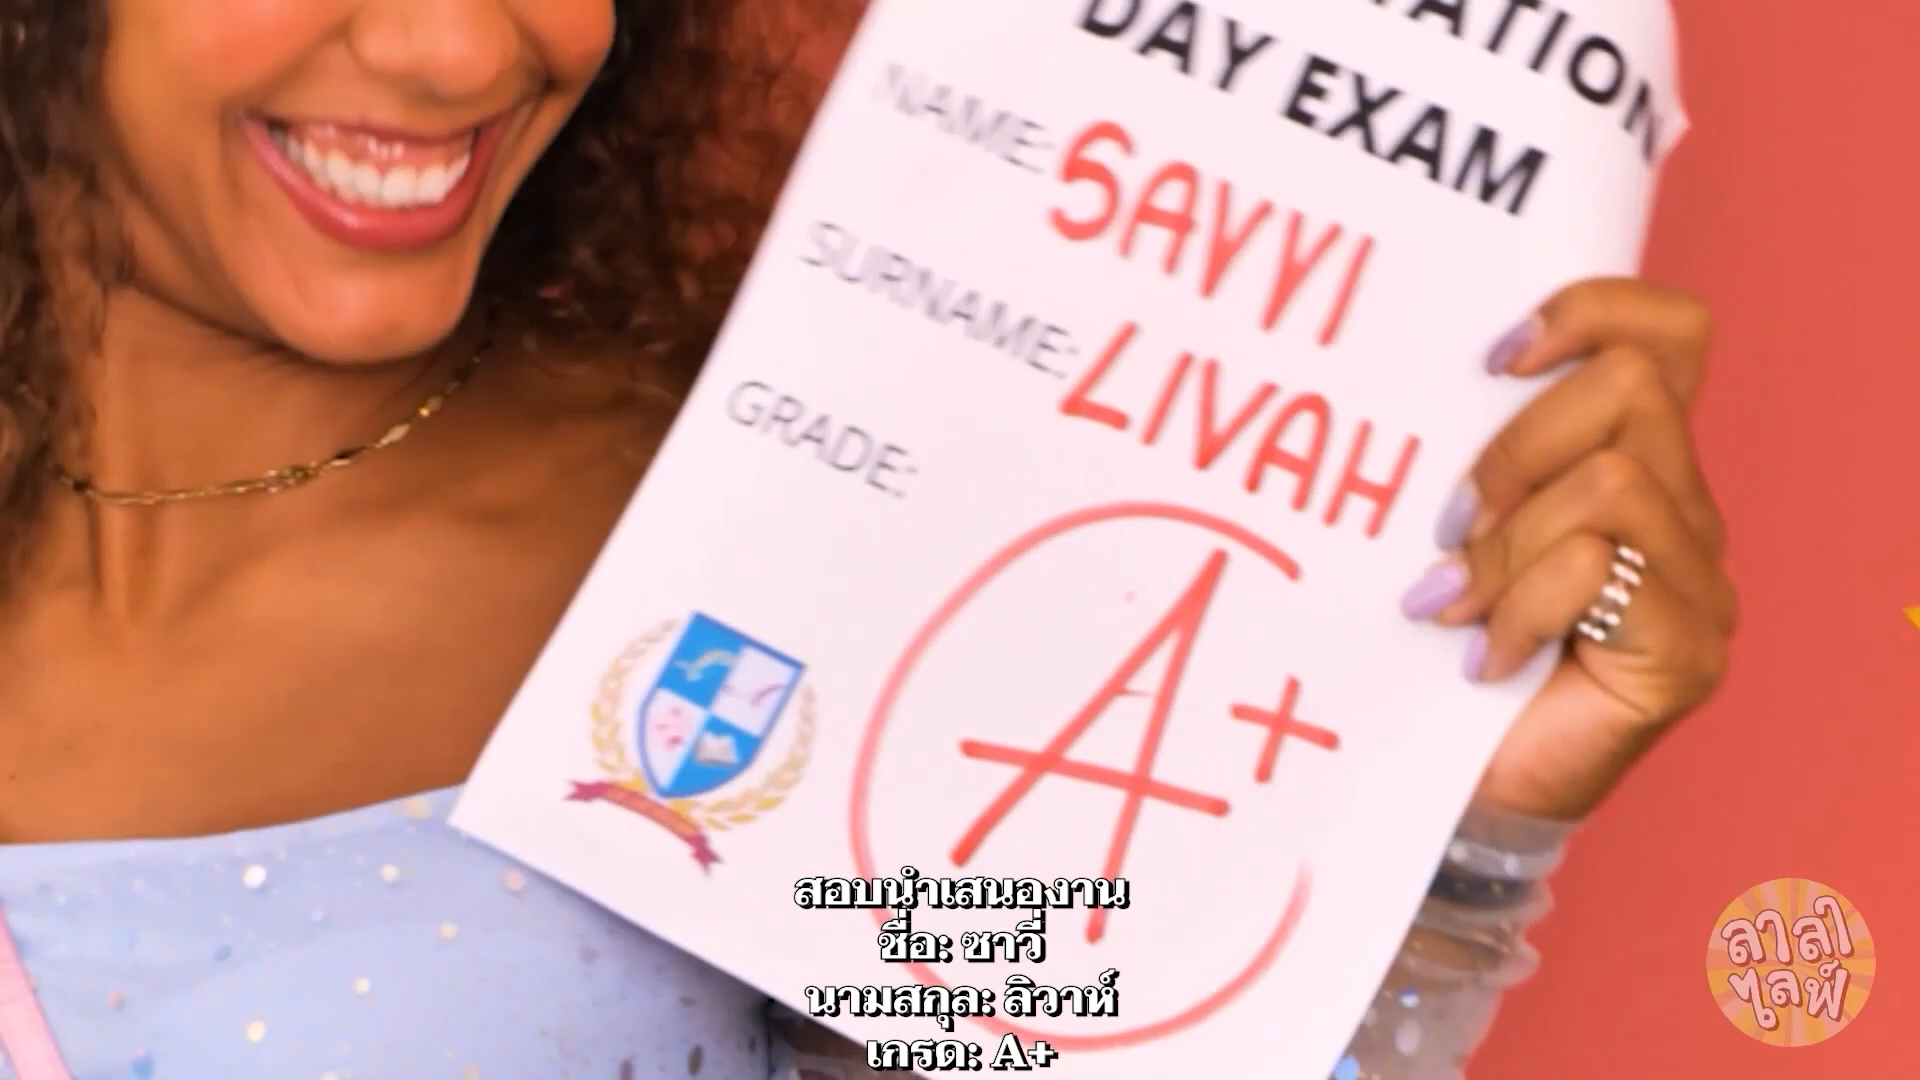 DAY EXAM
NAME: SAVVI
SURNAME: LIVAH
GRADE:
A+
สอบนำเสนองาน
ชื่อ: ซาวี่
นามสกุล: ลิวาห์
เกรด: A+
ลาลา
ไลฟ์